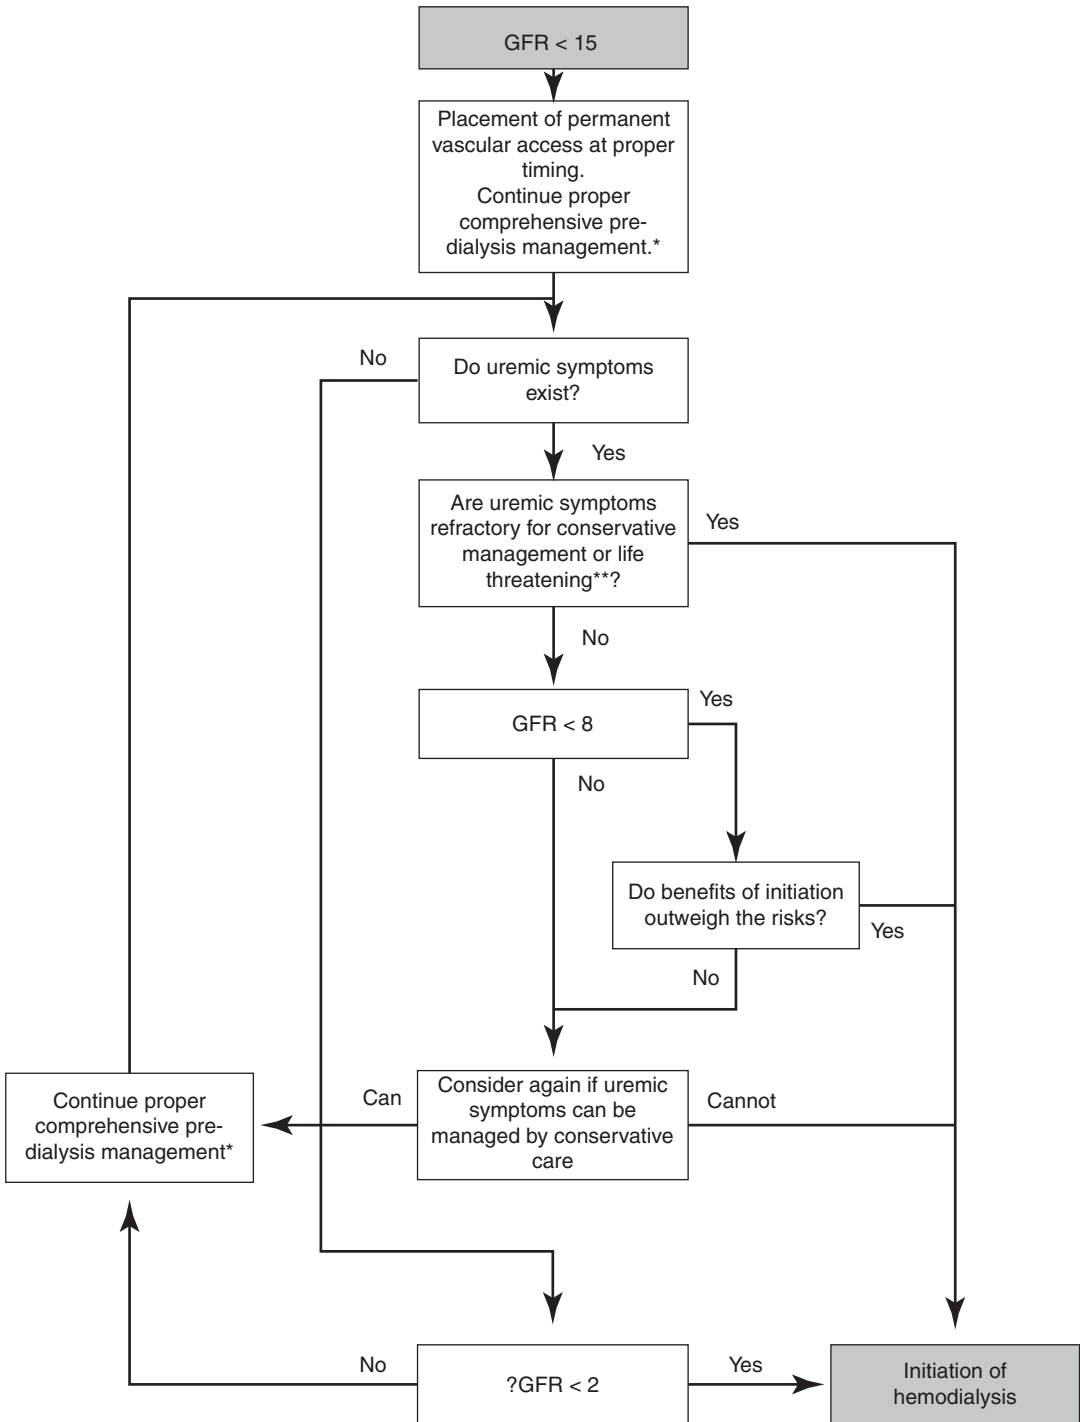 GFR < 15
Placement of permanent
vascular access at proper
timing.
Continue proper
comprehensive pre-
dialysis management.*
No
Do uremic symptoms
exist?
Yes
Are uremic symptoms
refractory for conservative
management or life
threatening**?
Yes
No
GFR < 8
Yes
No
Do benefits of initiation
outweigh the risks?
Yes
No
Continue proper
comprehensive pre-
dialysis management*
Can
Consider again if uremic
symptoms can be
managed by conservative
care
Cannot
No
?GFR < 2
Yes
Initiation of
hemodialysis